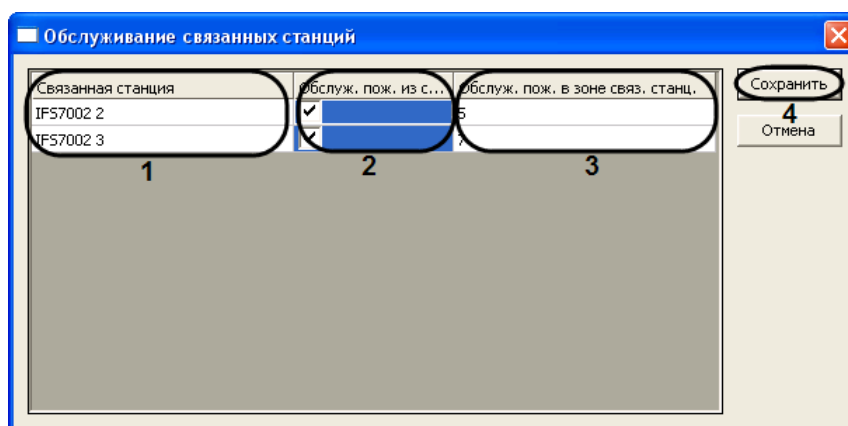 Обслуживание связанных станций
Связанная станция Обслуж. пож. из с... Обслуж. пож. в зоне связ. станц.
IFS7002 2 5
IFS7002 3 7
Сохранить
Отмена
1 2 3 4